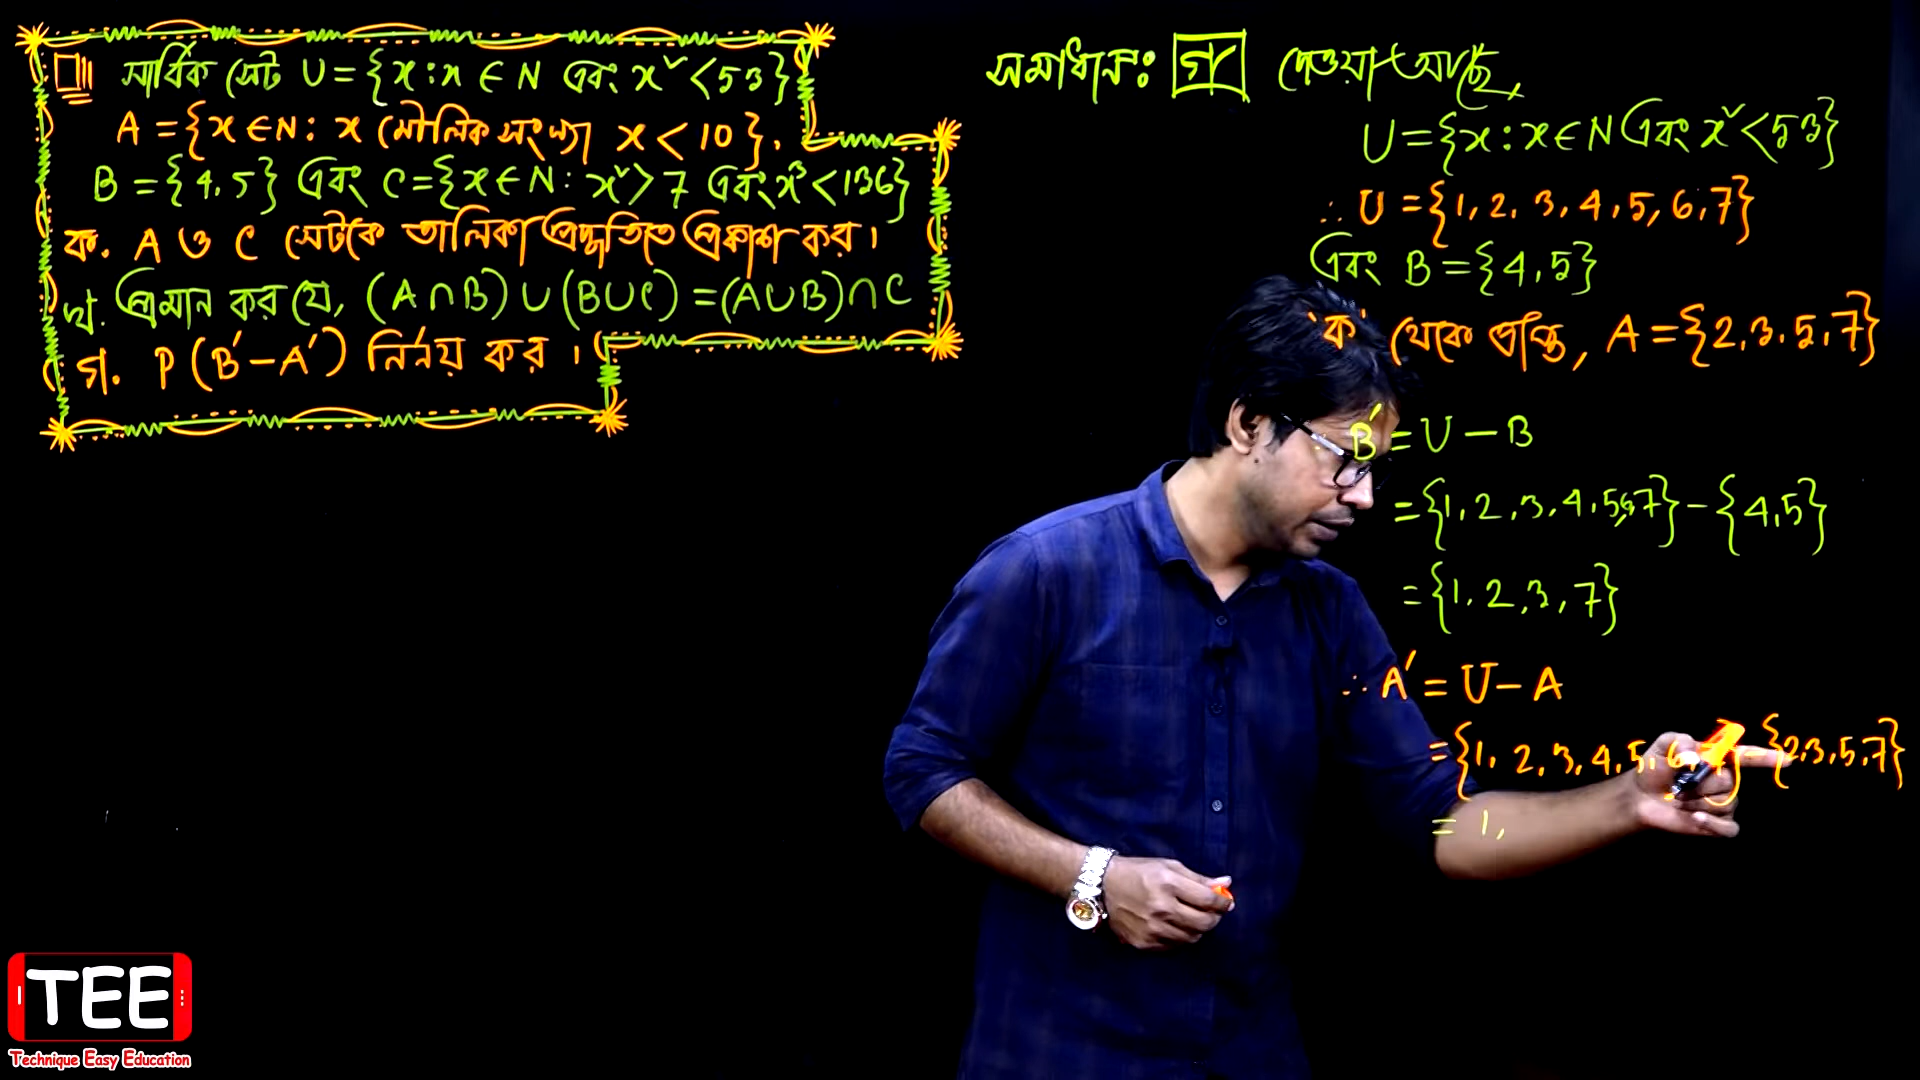 সার্বিক সেট U = {x : x ∈ N এবং x² < 53}
A = {x ∈ N : x মৌলিক সংখ্যা x < 10},
B = {4, 5} এবং C = {x ∈ N : x² > 7 এবং x³ < 136}
ক. A ও C সেটকে তালিকা পদ্ধতিতে প্রকাশ কর।
খ. প্রমান কর যে, (A ∩ B) ∪ (B ∪ C) = (A ∪ B) ∩ C
গ. P (B′ − A′) নির্নয় কর।
সমাধানঃ গ দেওয়া আছে,
U = {x : x ∈ N এবং x² < 53}
∴ U = {1, 2, 3, 4, 5, 6, 7}
এবং B = {4, 5}
'ক' থেকে প্রাপ্ত, A = {2, 3, 5, 7}
B′ = U − B
= {1, 2, 3, 4, 5, 6, 7} − {4, 5}
= {1, 2, 3, 7}
∴ A′ = U − A
= {1, 2, 3, 4, 5, 6, 7} − {2, 3, 5, 7}
= 1,
TEE
Technique Easy Education